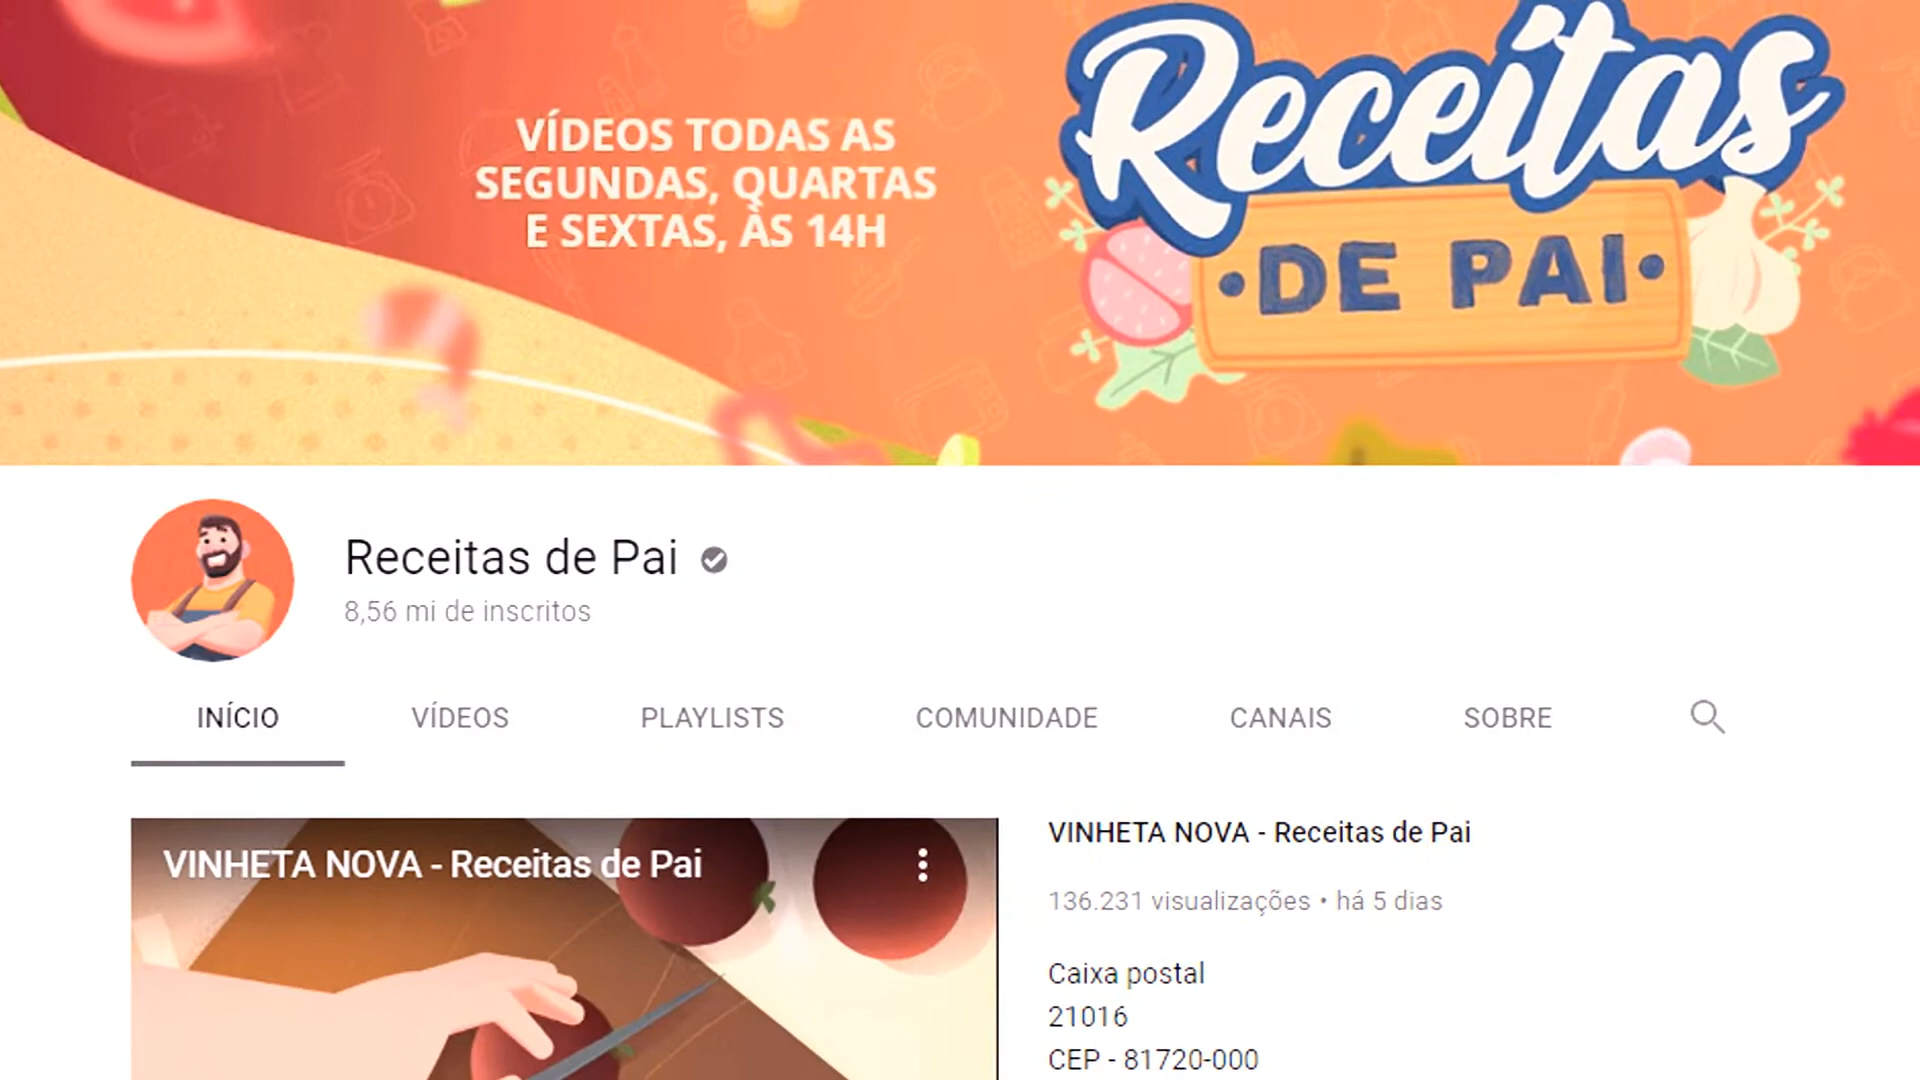 VÍDEOS TODAS AS
SEGUNDAS, QUARTAS
E SEXTAS, ÀS 14H
Receitas
•DE PAI•
Receitas de Pai
8,56 mi de inscritos
INÍCIO VÍDEOS PLAYLISTS COMUNIDADE CANAIS SOBRE
VINHETA NOVA - Receitas de Pai
VINHETA NOVA - Receitas de Pai
136.231 visualizações • há 5 dias
Caixa postal
21016
CEP - 81720-000